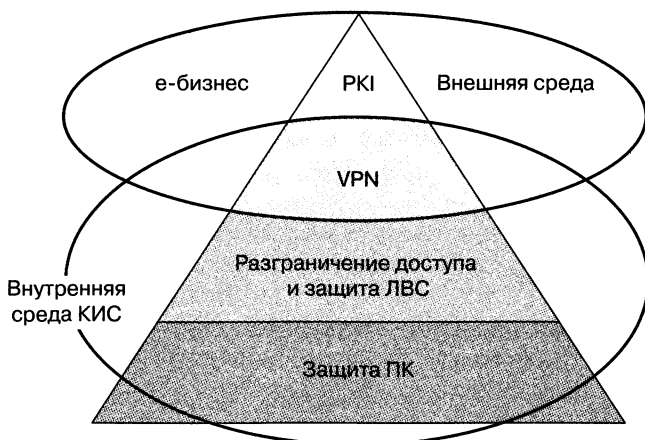 е-бизнес
PKI
Внешняя среда
VPN
Разграничение доступа
и защита ЛВС
Внутренняя
среда КИС
Защита ПК